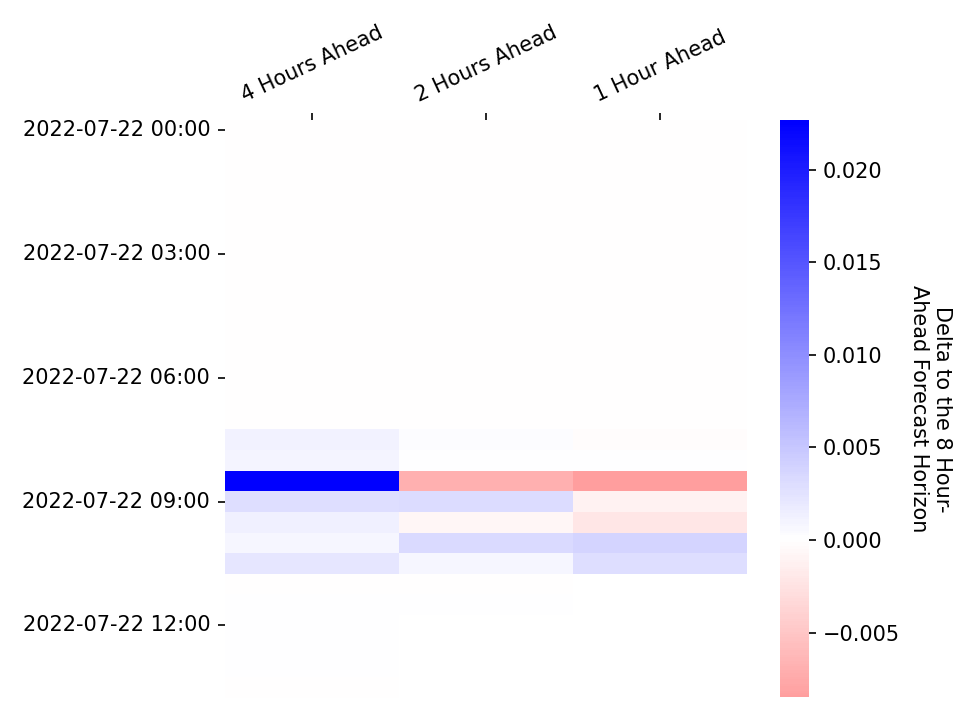 4 Hours Ahead
2 Hours Ahead
1 Hour Ahead
2022-07-22 00:00
2022-07-22 03:00
2022-07-22 06:00
2022-07-22 09:00
2022-07-22 12:00
0.020
0.015
0.010
0.005
0.000
−0.005
Delta to the 8 Hour-
Ahead Forecast Horizon